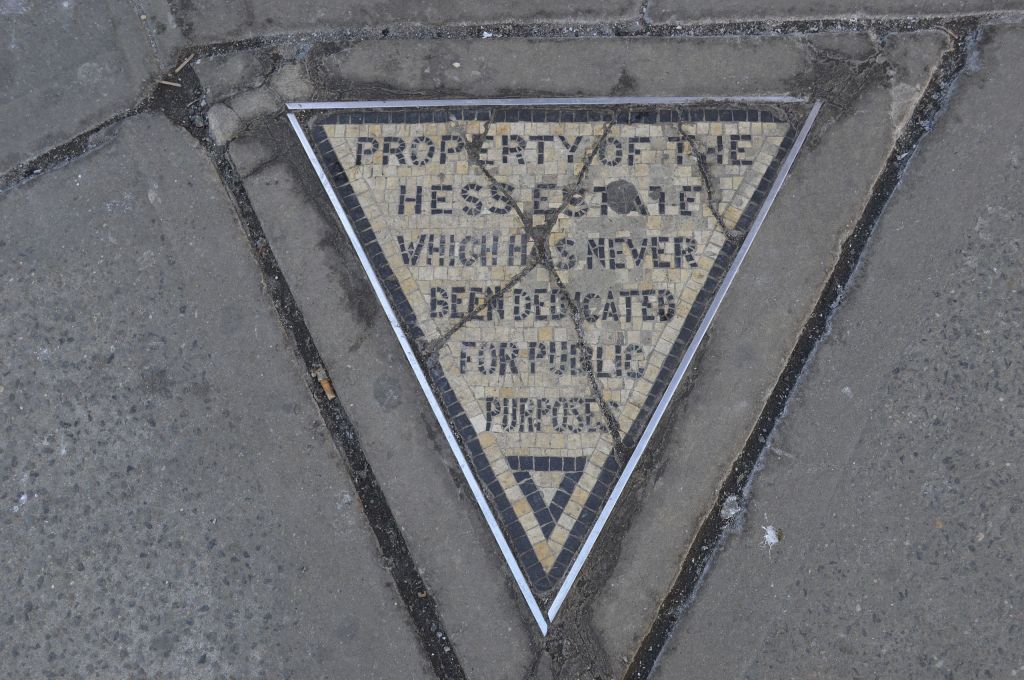 PROPERTY OF THE
HESS ESTATE
WHICH HAS NEVER
BEEN DEDICATED
FOR PUBLIC
PURPOSES